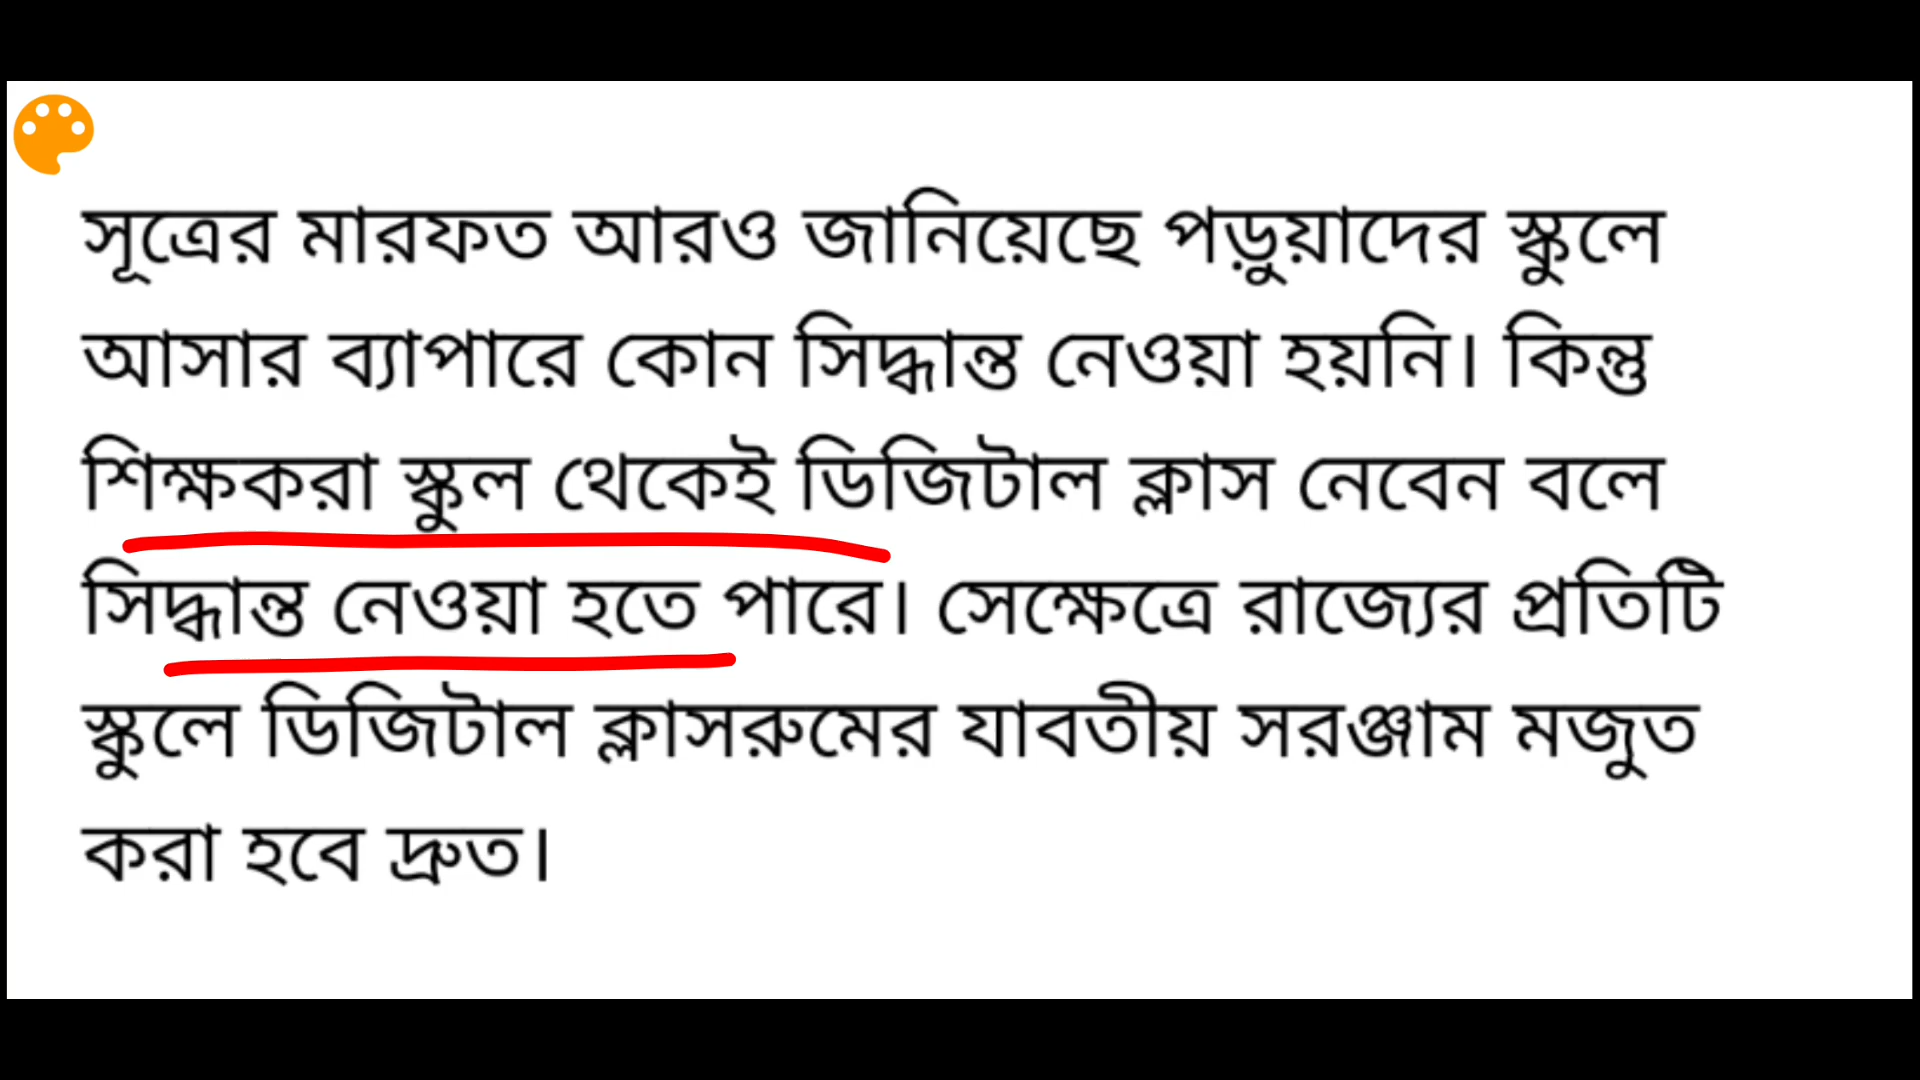 সূত্রের মারফত আরও জানিয়েছে পড়ুয়াদের স্কুলে
আসার ব্যাপারে কোন সিদ্ধান্ত নেওয়া হয়নি। কিন্তু
শিক্ষকরা স্কুল থেকেই ডিজিটাল ক্লাস নেবেন বলে
সিদ্ধান্ত নেওয়া হতে পারে। সেক্ষেত্রে রাজ্যের প্রতিটি
স্কুলে ডিজিটাল ক্লাসরুমের যাবতীয় সরঞ্জাম মজুত
করা হবে দ্রুত।